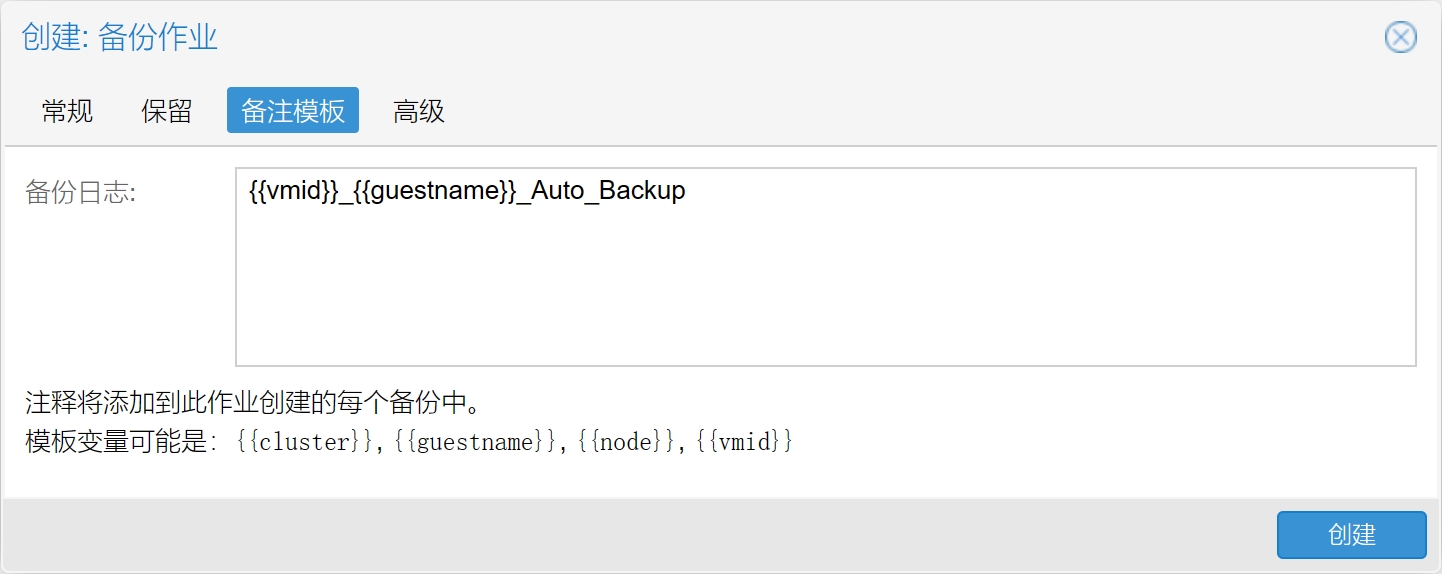 创建: 备份作业
常规 保留 备注模板 高级
备份日志: {{vmid}}_{{guestname}}_Auto_Backup
注释将添加到此作业创建的每个备份中。
模板变量可能是：{{cluster}}, {{guestname}}, {{node}}, {{vmid}}
创建